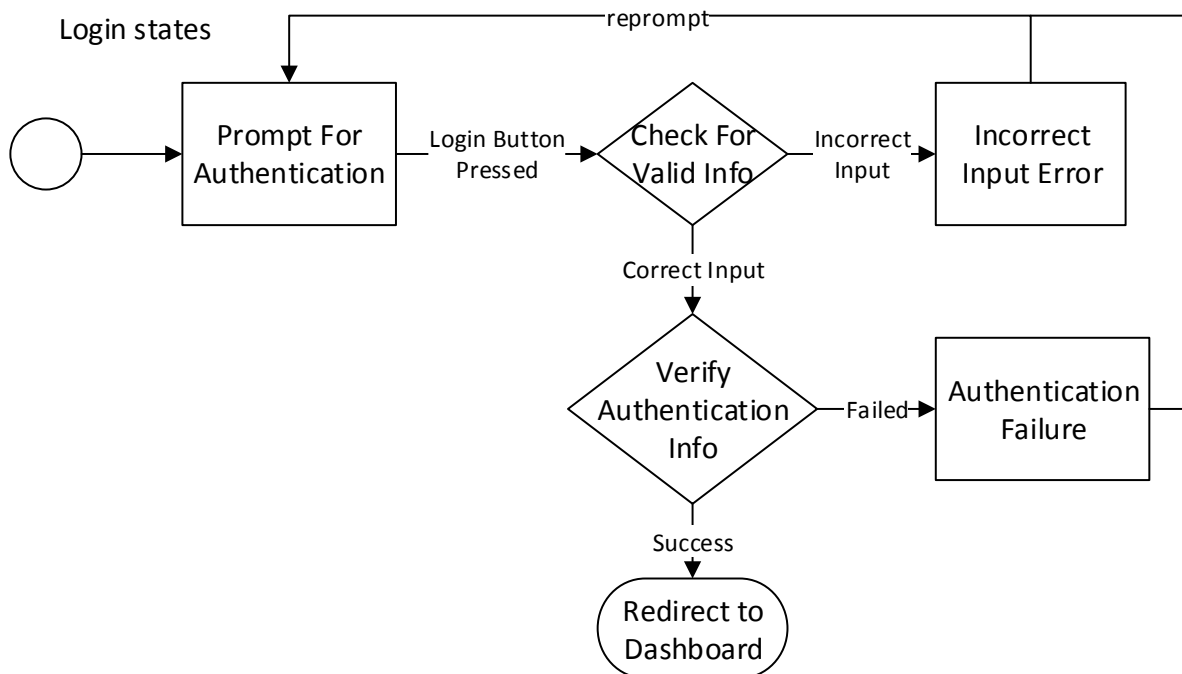 reprompt
Login states
Prompt For
Authentication
Login Button
Pressed
Check For
Valid Info
Incorrect
Input
Incorrect
Input Error
Correct Input
Verify
Authentication
Info
Failed
Authentication
Failure
Success
Redirect to
Dashboard